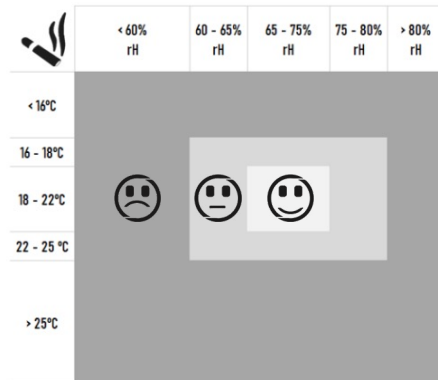 < 60% 60 - 65% 65 - 75% 75 - 80% > 80%
rH rH rH rH rH
< 16°C
16 - 18°C
18 - 22°C
22 - 25 °C
> 25°C